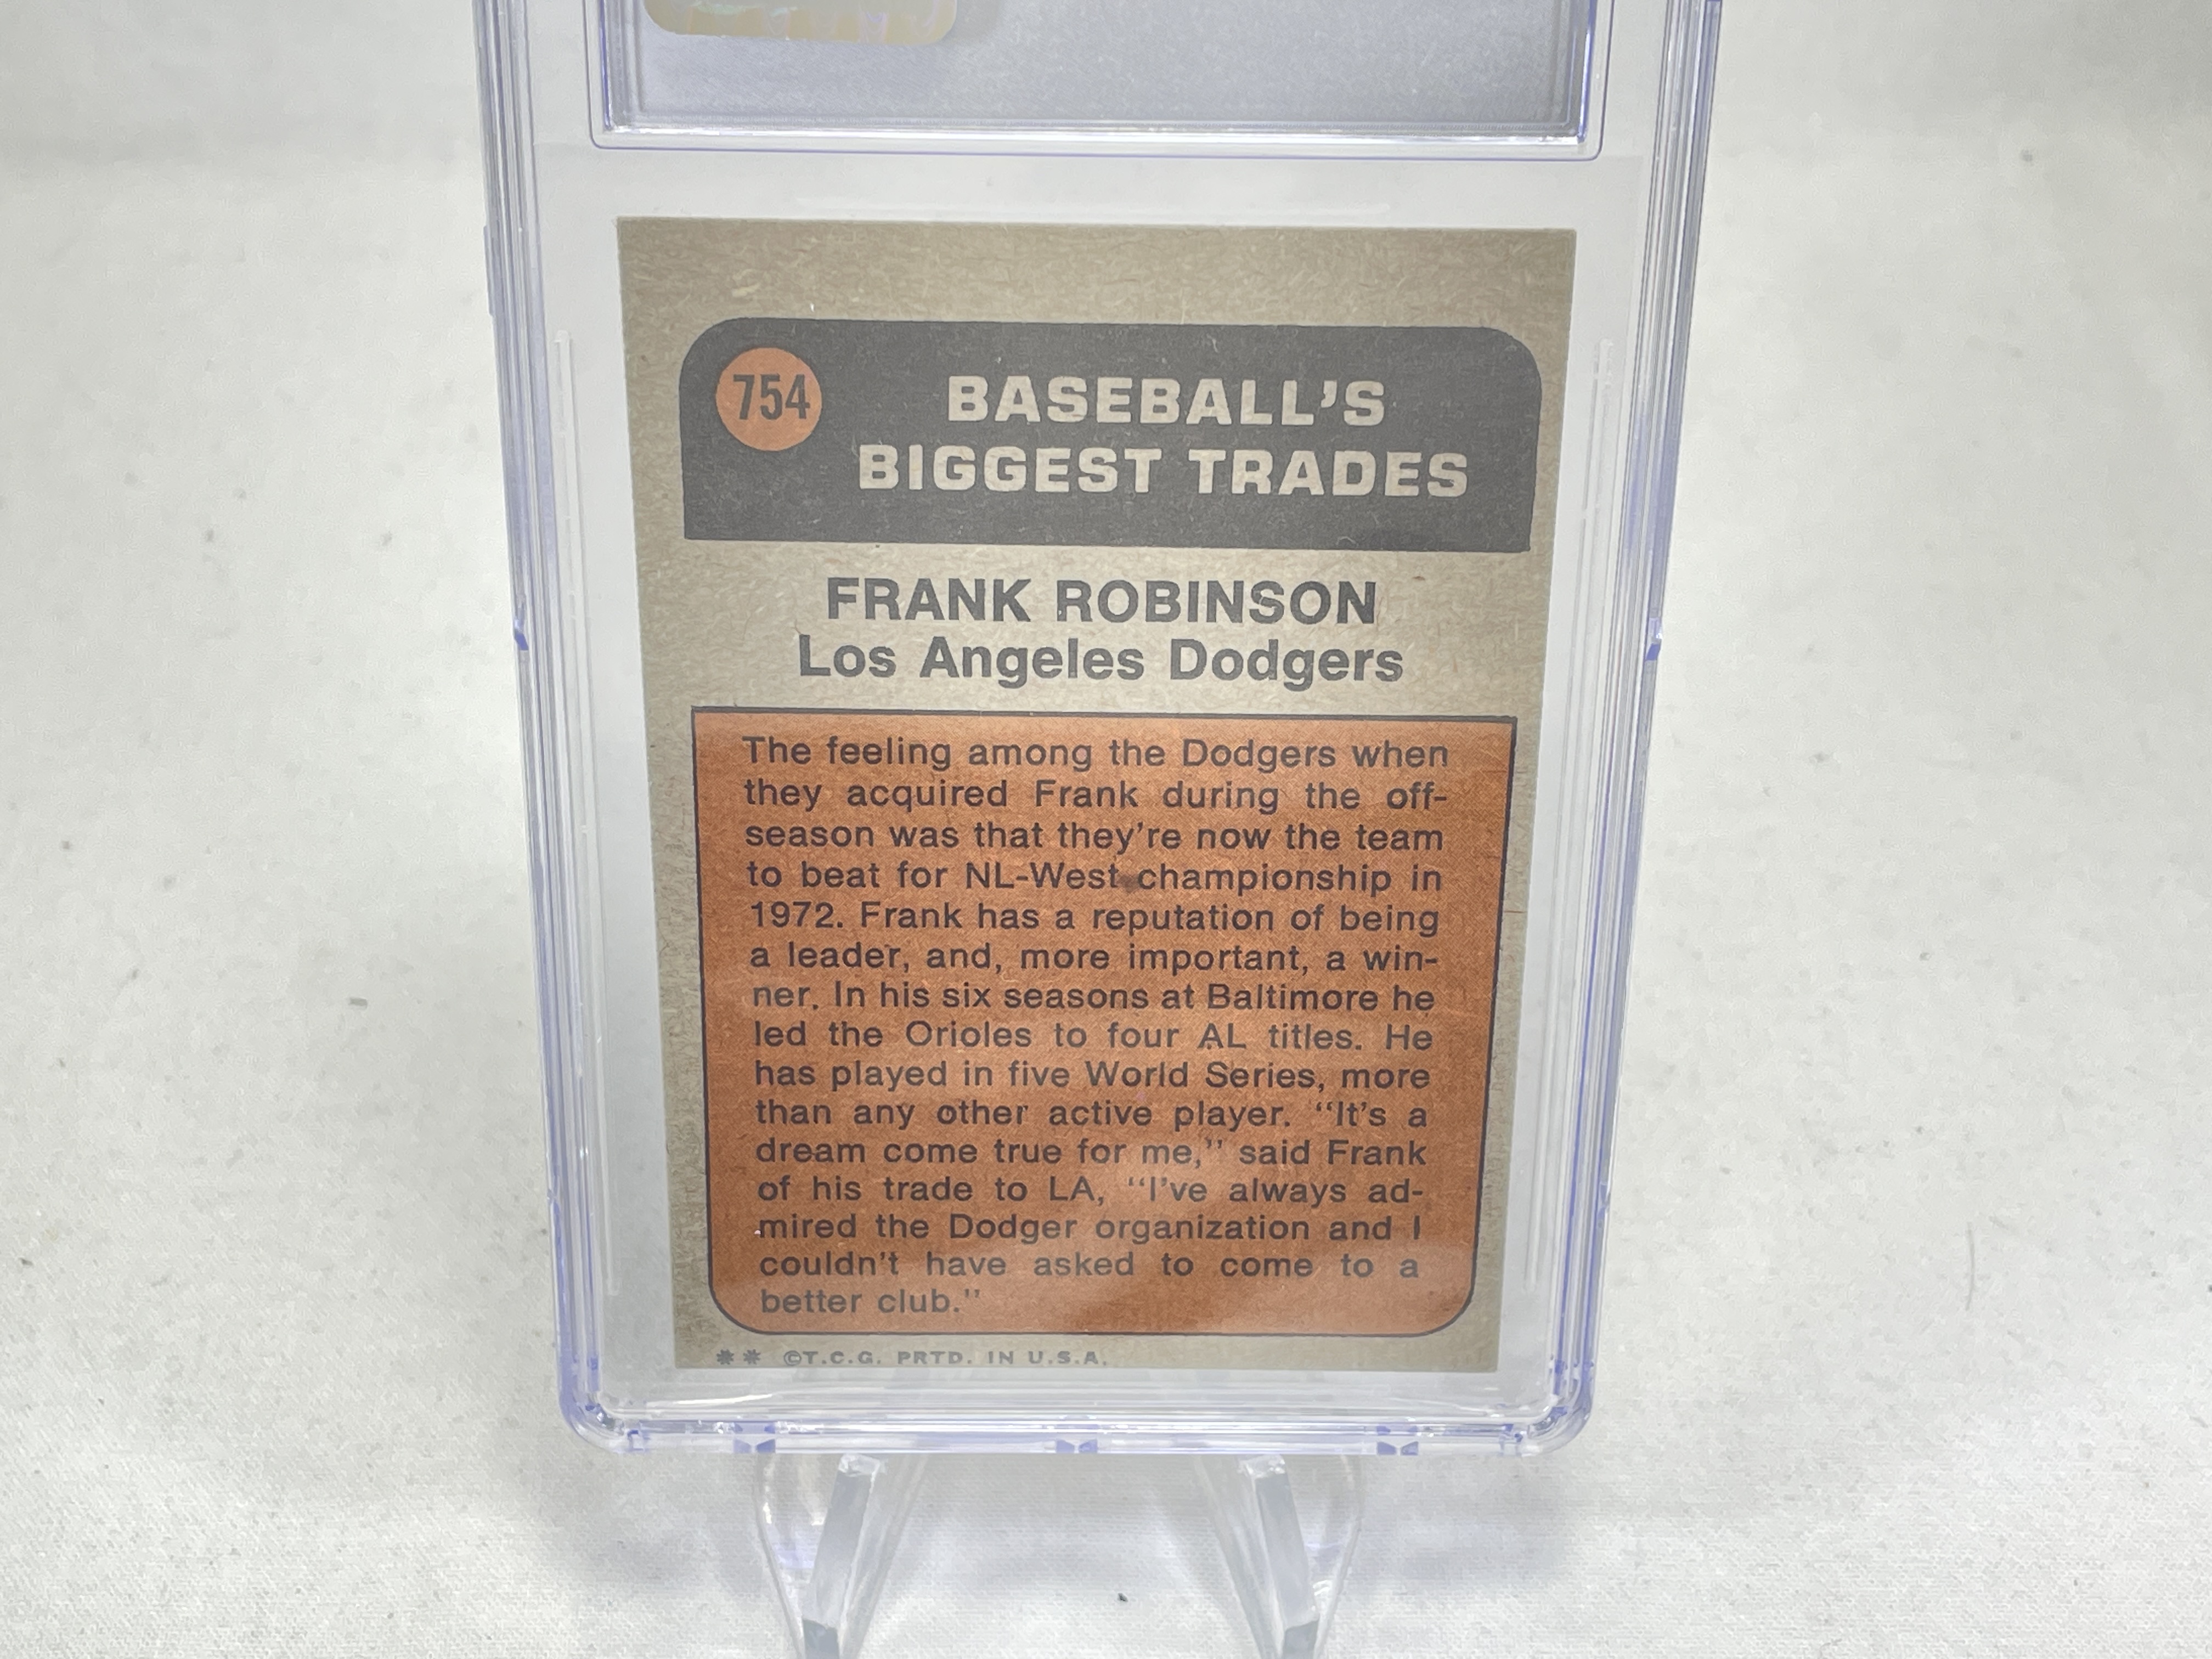 754
BASEBALL'S
BIGGEST TRADES
FRANK ROBINSON
Los Angeles Dodgers
The feeling among the Dodgers when
they acquired Frank during the off-
season was that they're now the team
to beat for NL-West championship in
1972. Frank has a reputation of being
a leader, and, more important, a win-
ner. In his six seasons at Baltimore he
led the Orioles to four AL titles. He
has played in five World Series, more
than any other active player. "It's a
dream come true for me," said Frank
of his trade to LA, "I've always ad-
mired the Dodger organization and I
couldn't have asked to come to a
better club."
** ©T.C.G. PRTD. IN U.S.A.